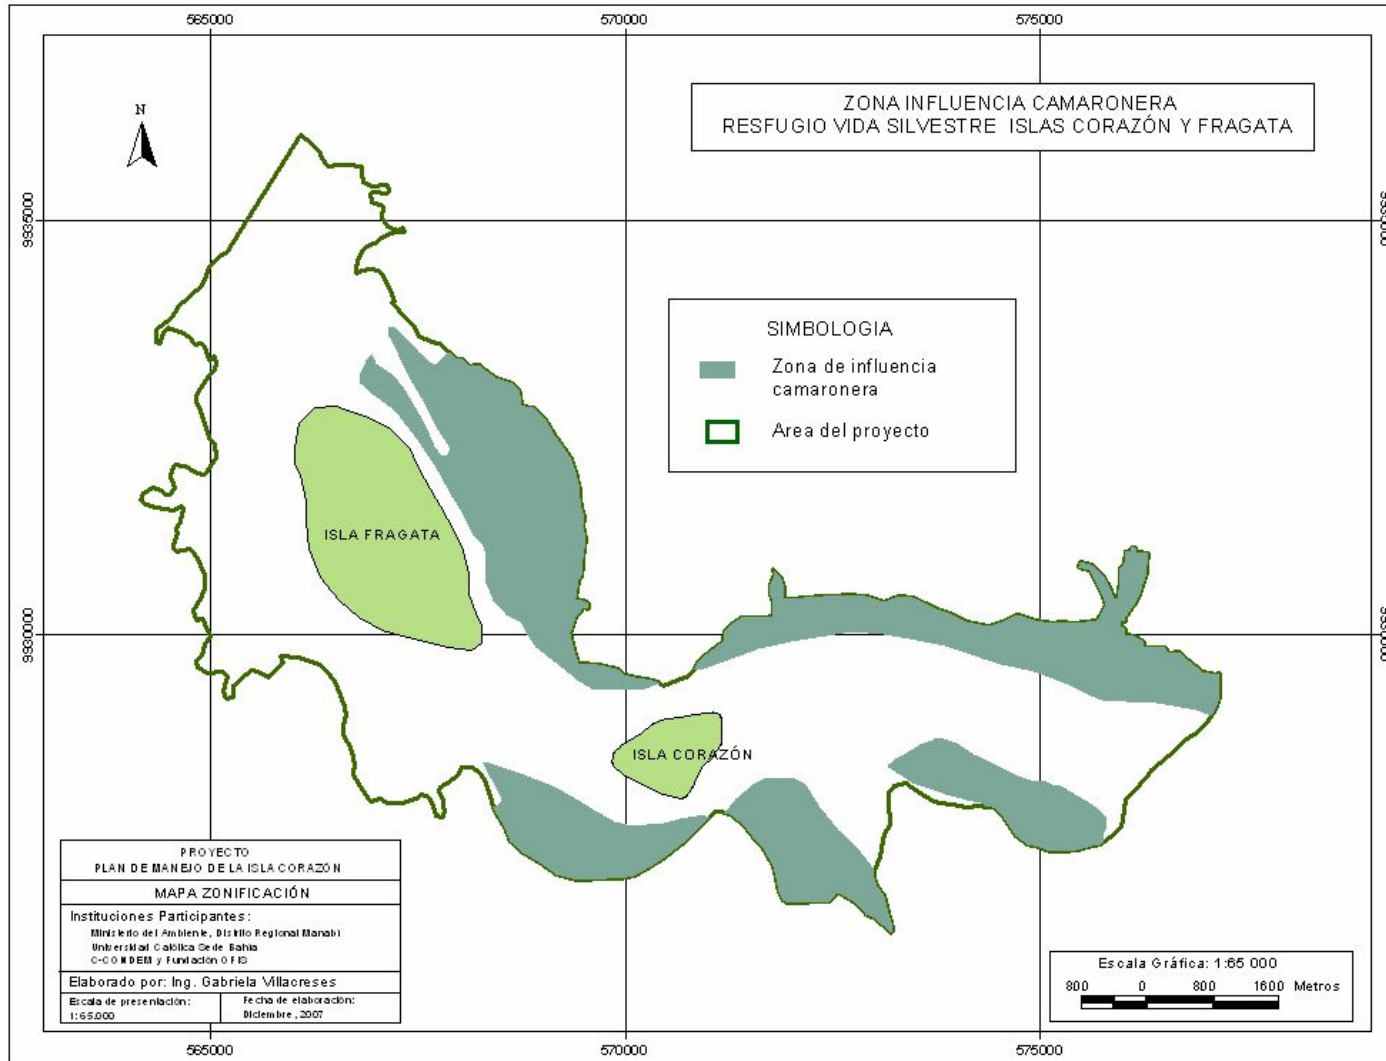 565000
570000
575000
ZONA INFLUENCIA CAMARONERA
RESFUGIO VIDA SILVESTRE ISLAS CORAZÓN Y FRAGATA
N
9935000
9935000
SIMBOLOGIA
Zona de influencia
camaronera
Area del proyecto
ISLA FRAGATA
9930000
9930000
ISLA CORAZÓN
PROYECTO
PLAN DE MANEJO DE LA ISLA CORAZÓN
MAPA ZONIFICACIÓN
Instituciones Participantes:
Ministerio del Ambiente, Distrito Regional Manabí
Universidad Católica Sede Bahía
C-CONDEM y Fundación
Elaborado por: Ing. Gabriela Villacreses
Escala de presentación:
1:65.000
Fecha de elaboración:
Diciembre, 2007
Escala Gráfica: 1:65 000
800 0 800 1600 Metros
565000
570000
575000